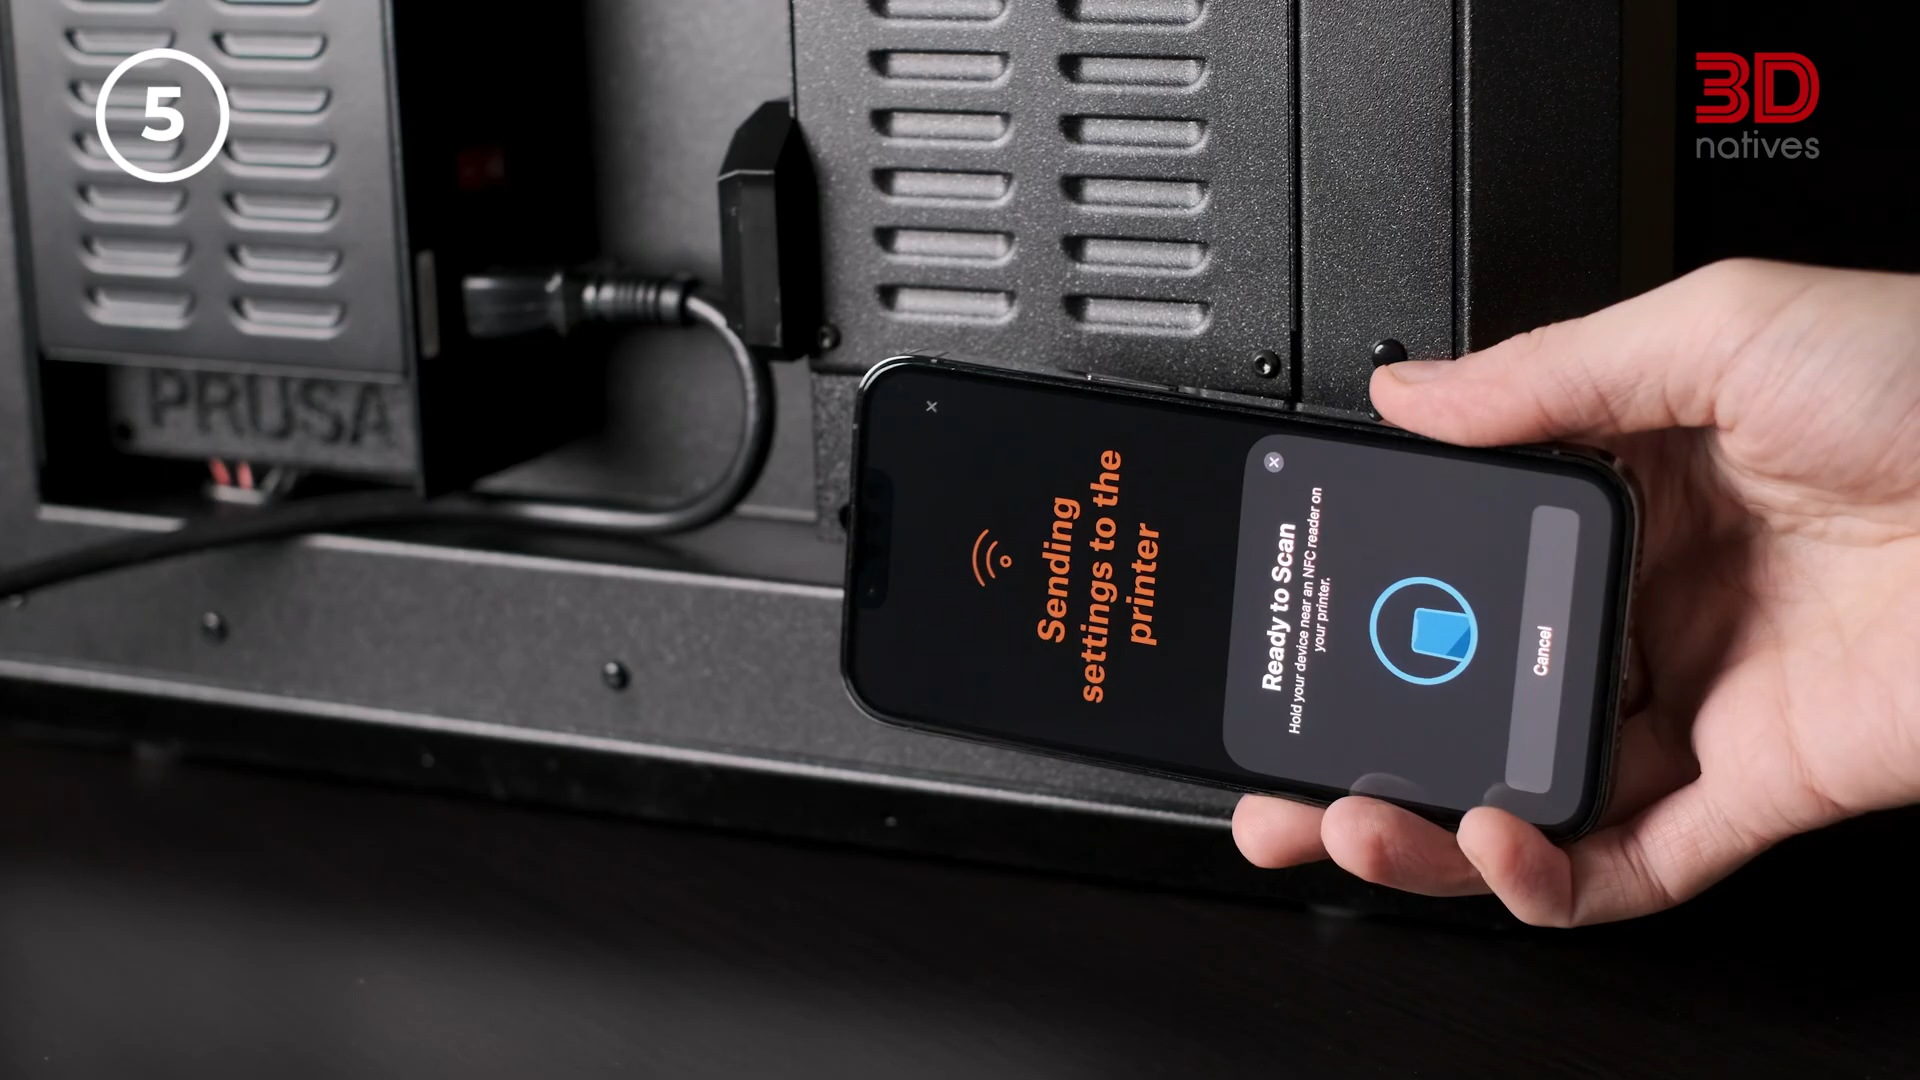 5
3D
natives
PRUSA
Sending
settings to the
printer
Ready to Scan
Hold your device near an NFC reader on
your printer.
Cancel